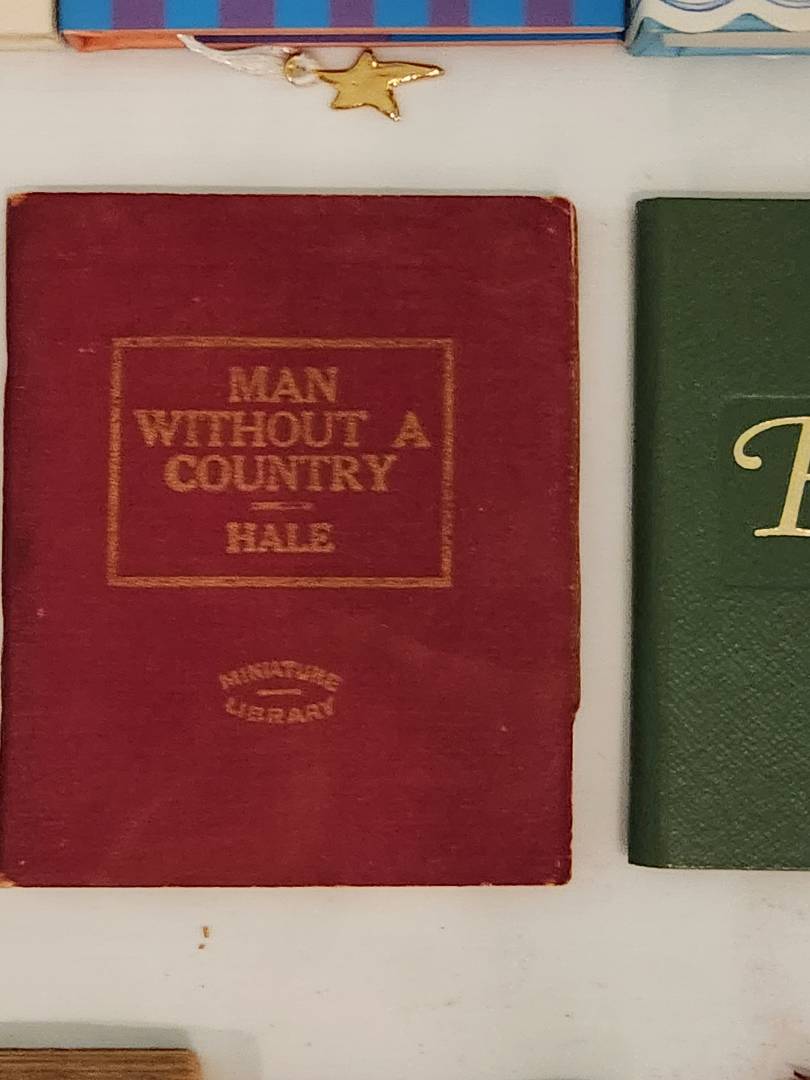 MAN
WITHOUT A
COUNTRY
HALE
MINIATURE
LIBRARY